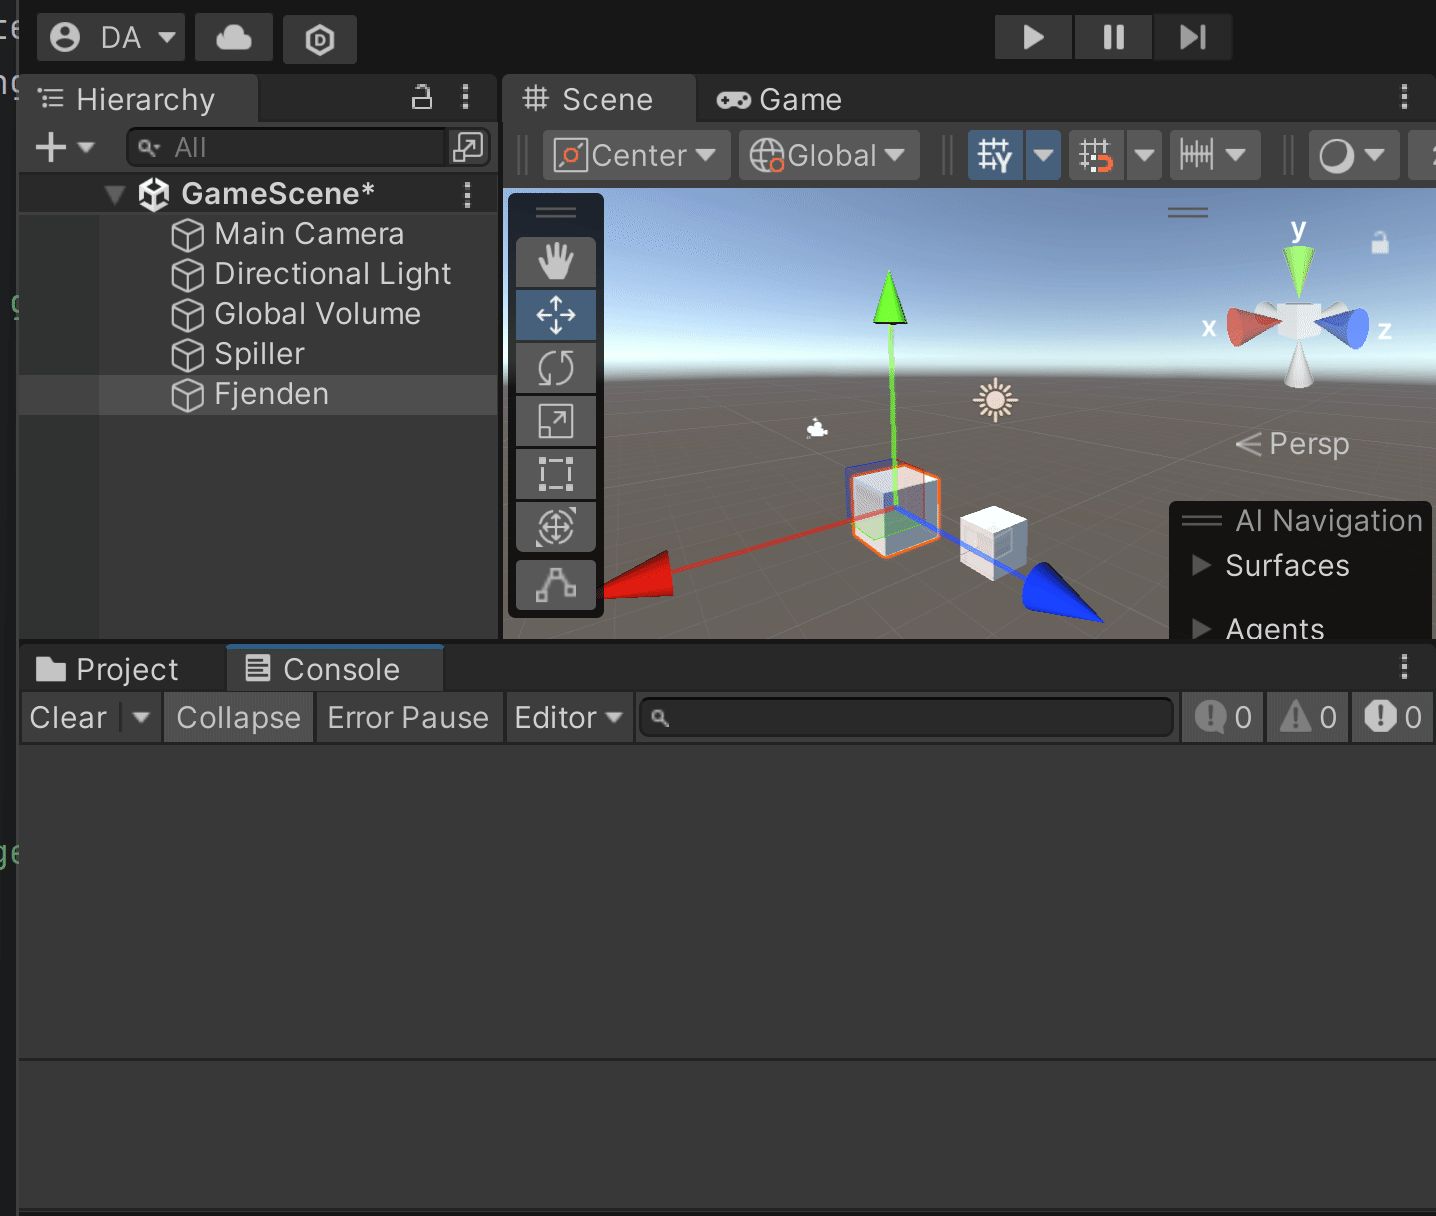 DA
Hierarchy
All
GameScene*
Main Camera
Directional Light
Global Volume
Spiller
Fjenden
Scene
Game
Center
Global
y
x
z
Persp
AI Navigation
Surfaces
Agents
Project
Console
Clear
Collapse
Error Pause
Editor
0
0
0